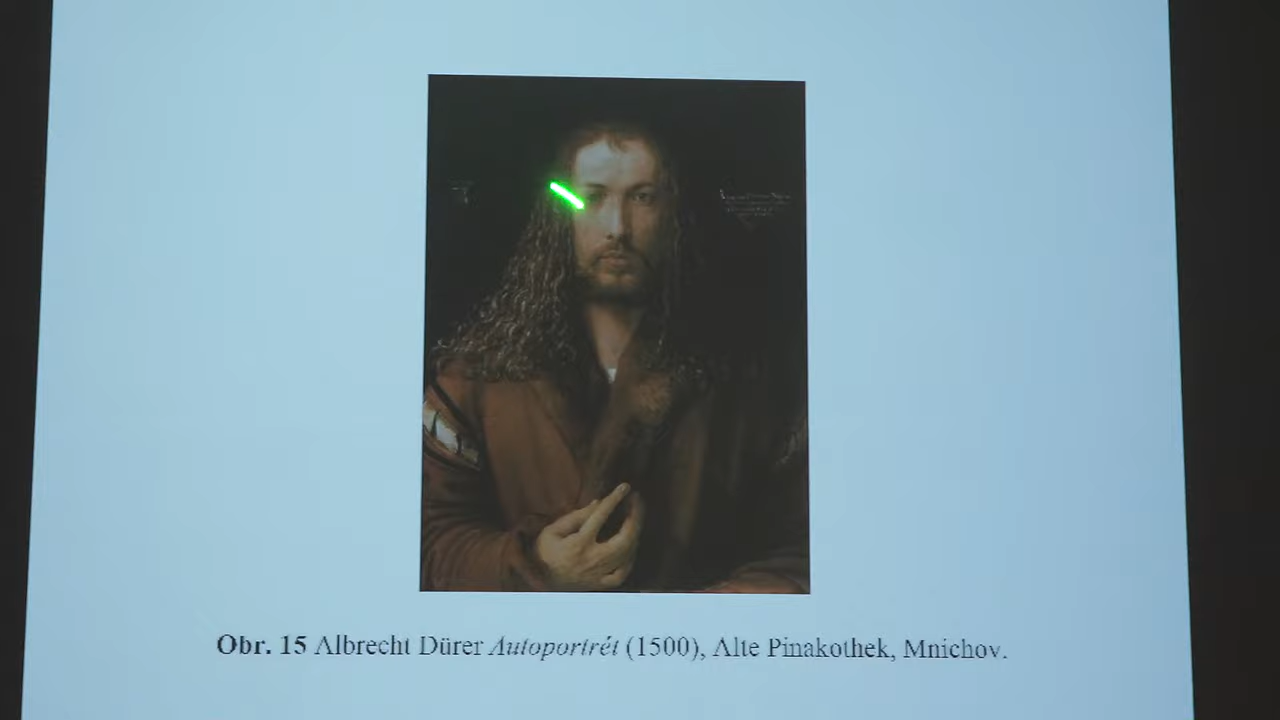 Obr. 15 Albrecht Dürer Autoportrét (1500), Alte Pinakothek, Mnichov.